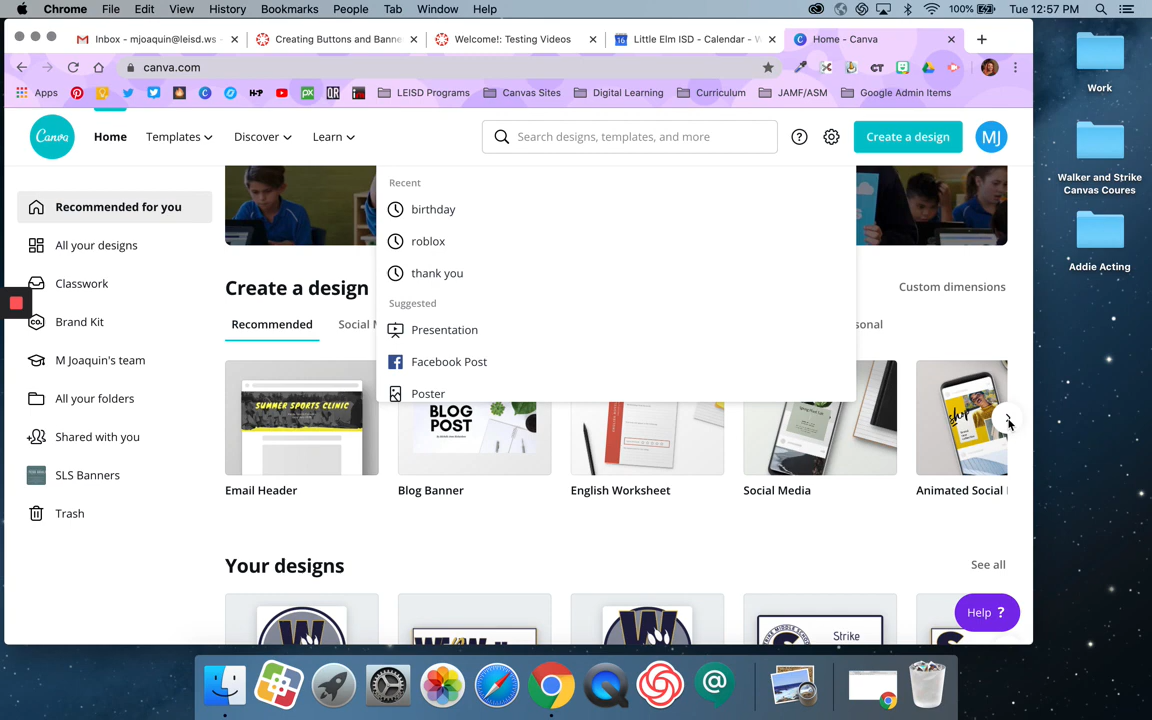 Chrome File Edit View History Bookmarks People Tab Window Help 100% Tue 12:57 PM
Inbox - mjoaquin@leisd.ws - Creating Buttons and Banne Welcome!: Testing Videos Little Elm ISD - Calendar - W Home - Canva
canva.com
Apps LEISD Programs Canvas Sites Digital Learning Curriculum JAMF/ASM Google Admin Items
Work
Walker and Strike
Canvas Coures
Addie Acting
Canva Home Templates Discover Learn Search designs, templates, and more Create a design MJ
Recommended for you
All your designs
Classwork
Brand Kit
M Joaquin's team
All your folders
Shared with you
SLS Banners
Trash
Recent
birthday
roblox
thank you
Suggested
Presentation
Facebook Post
Poster
Create a design Custom dimensions
Recommended Social M sonal
SUMMER SPORTS CLINIC
BLOG
POST
Email Header Blog Banner English Worksheet Social Media Animated Social
Your designs See all
Strike
Help ?